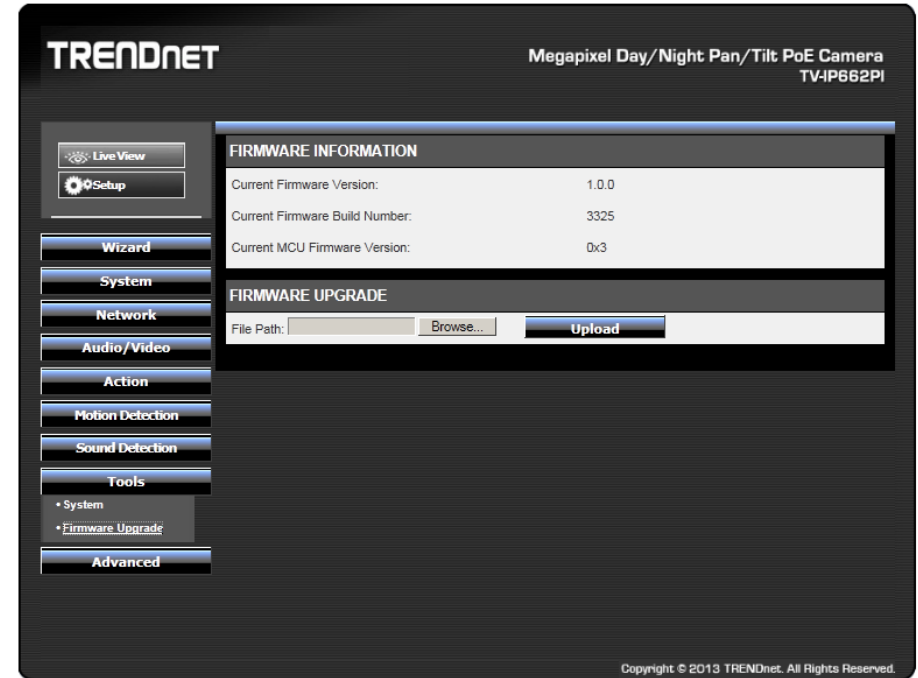 TRENDNET
Megapixel Day/Night Pan/Tilt PoE Camera
TV-IP662PI
Live View
Setup
Wizard
System
Network
Audio/Video
Action
Motion Detection
Sound Detection
Tools
• System
• Firmware Upgrade
Advanced
FIRMWARE INFORMATION
Current Firmware Version: 1.0.0
Current Firmware Build Number: 3325
Current MCU Firmware Version: 0x3
FIRMWARE UPGRADE
File Path: Browse... Upload
Copyright © 2013 TRENDnet. All Rights Reserved.